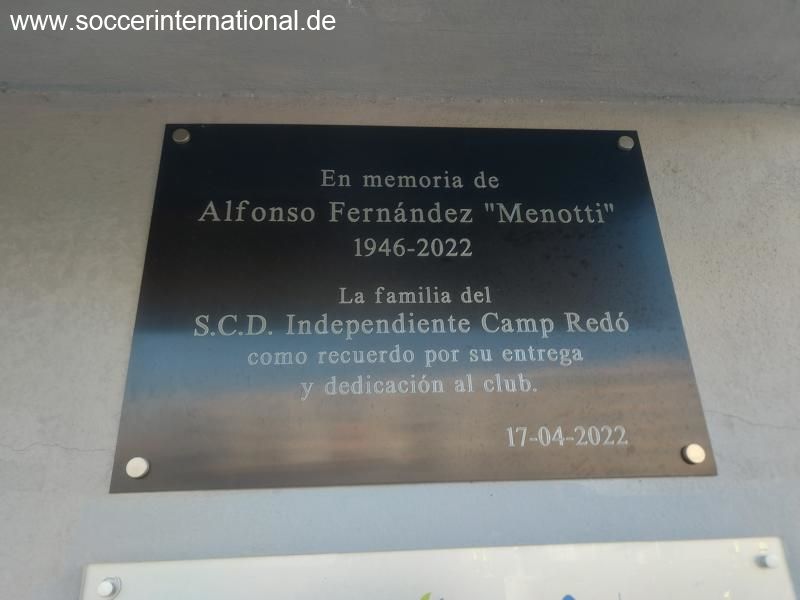 www.soccerinternational.de
En memoria de
Alfonso Fernández "Menotti"
1946-2022
La familia del
S.C.D. Independiente Camp Redó
como recuerdo por su entrega
y dedicación al club.
17-04-2022